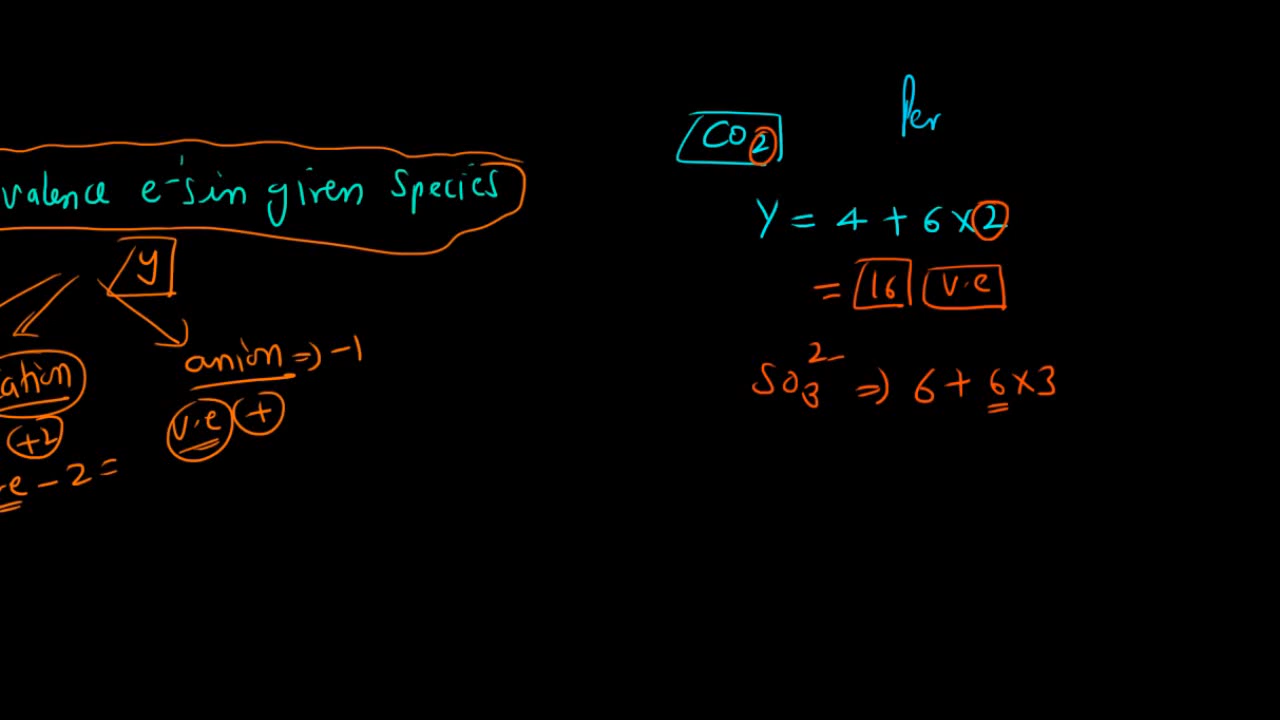 valence e⁻'s in given Species
y
ation
+2
e - 2 =
anion => -1
v.e +
CO2
Y = 4 + 6 x 2
= 16 v.e
SO3 2- => 6 + 6 x 3
Per